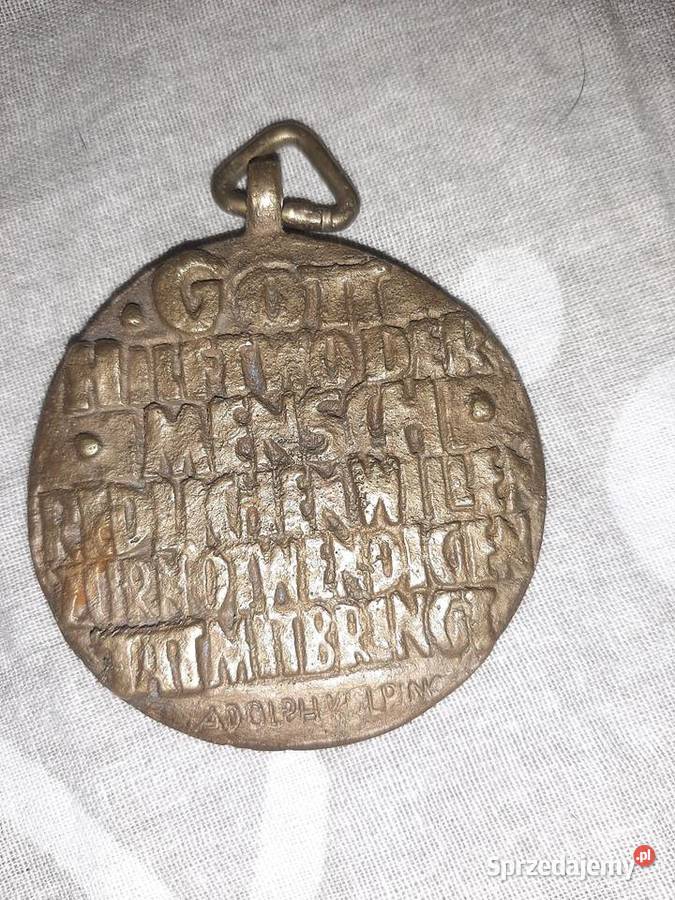 GOTT
HILFT WO DER
MENSCH
REDLICHEN WILLEN
ZUR NOTWENDIGEN
TAT MITBRINGT
ADOLPH KOLPING
Sprzedajemy.pl